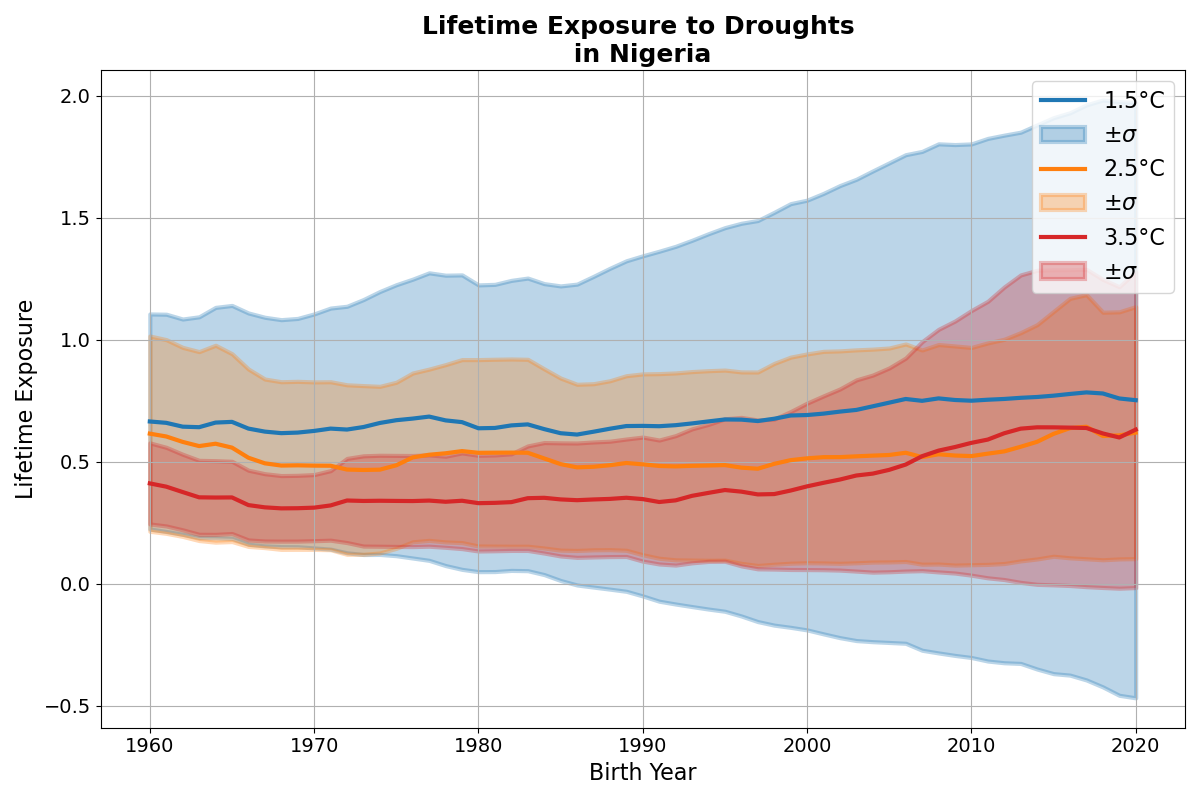 Lifetime Exposure to Droughts
in Nigeria
2.0
1.5
1.0
0.5
0.0
−0.5
Lifetime Exposure
1960
1970
1980
1990
2000
2010
2020
Birth Year
1.5°C
±σ
2.5°C
±σ
3.5°C
±σ